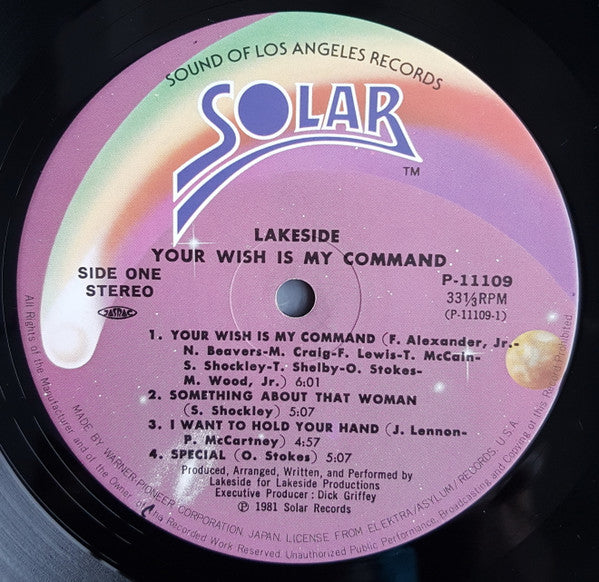 SOUND OF LOS ANGELES RECORDS
SOLAR
TM
LAKESIDE
YOUR WISH IS MY COMMAND
SIDE ONE
STEREO
JASRAC
P-11109
33⅓RPM
(P-11109-1)
1. YOUR WISH IS MY COMMAND (F. Alexander, Jr.-
N. Beavers-M. Craig-F. Lewis-T. McCain-
S. Shockley-T. Shelby-O. Stokes-
M. Wood, Jr.) 6:01
2. SOMETHING ABOUT THAT WOMAN
(S. Shockley) 5:07
3. I WANT TO HOLD YOUR HAND (J. Lennon-
P. McCartney) 4:57
4. SPECIAL (O. Stokes) 5:07
Produced, Arranged, Written, and Performed by
Lakeside for Lakeside Productions
Executive Producer : Dick Griffey
Ⓟ 1981 Solar Records
MADE BY WARNER-PIONEER CORPORATION, JAPAN. LICENSE FROM ELEKTRA/ASYLUM/RECORDS, U.S.A.
All Rights of the Manufacturer and of the Owner of the Recorded Work Reserved. Unauthorized Public Performance, Broadcasting and Copying of this Record Prohibited.